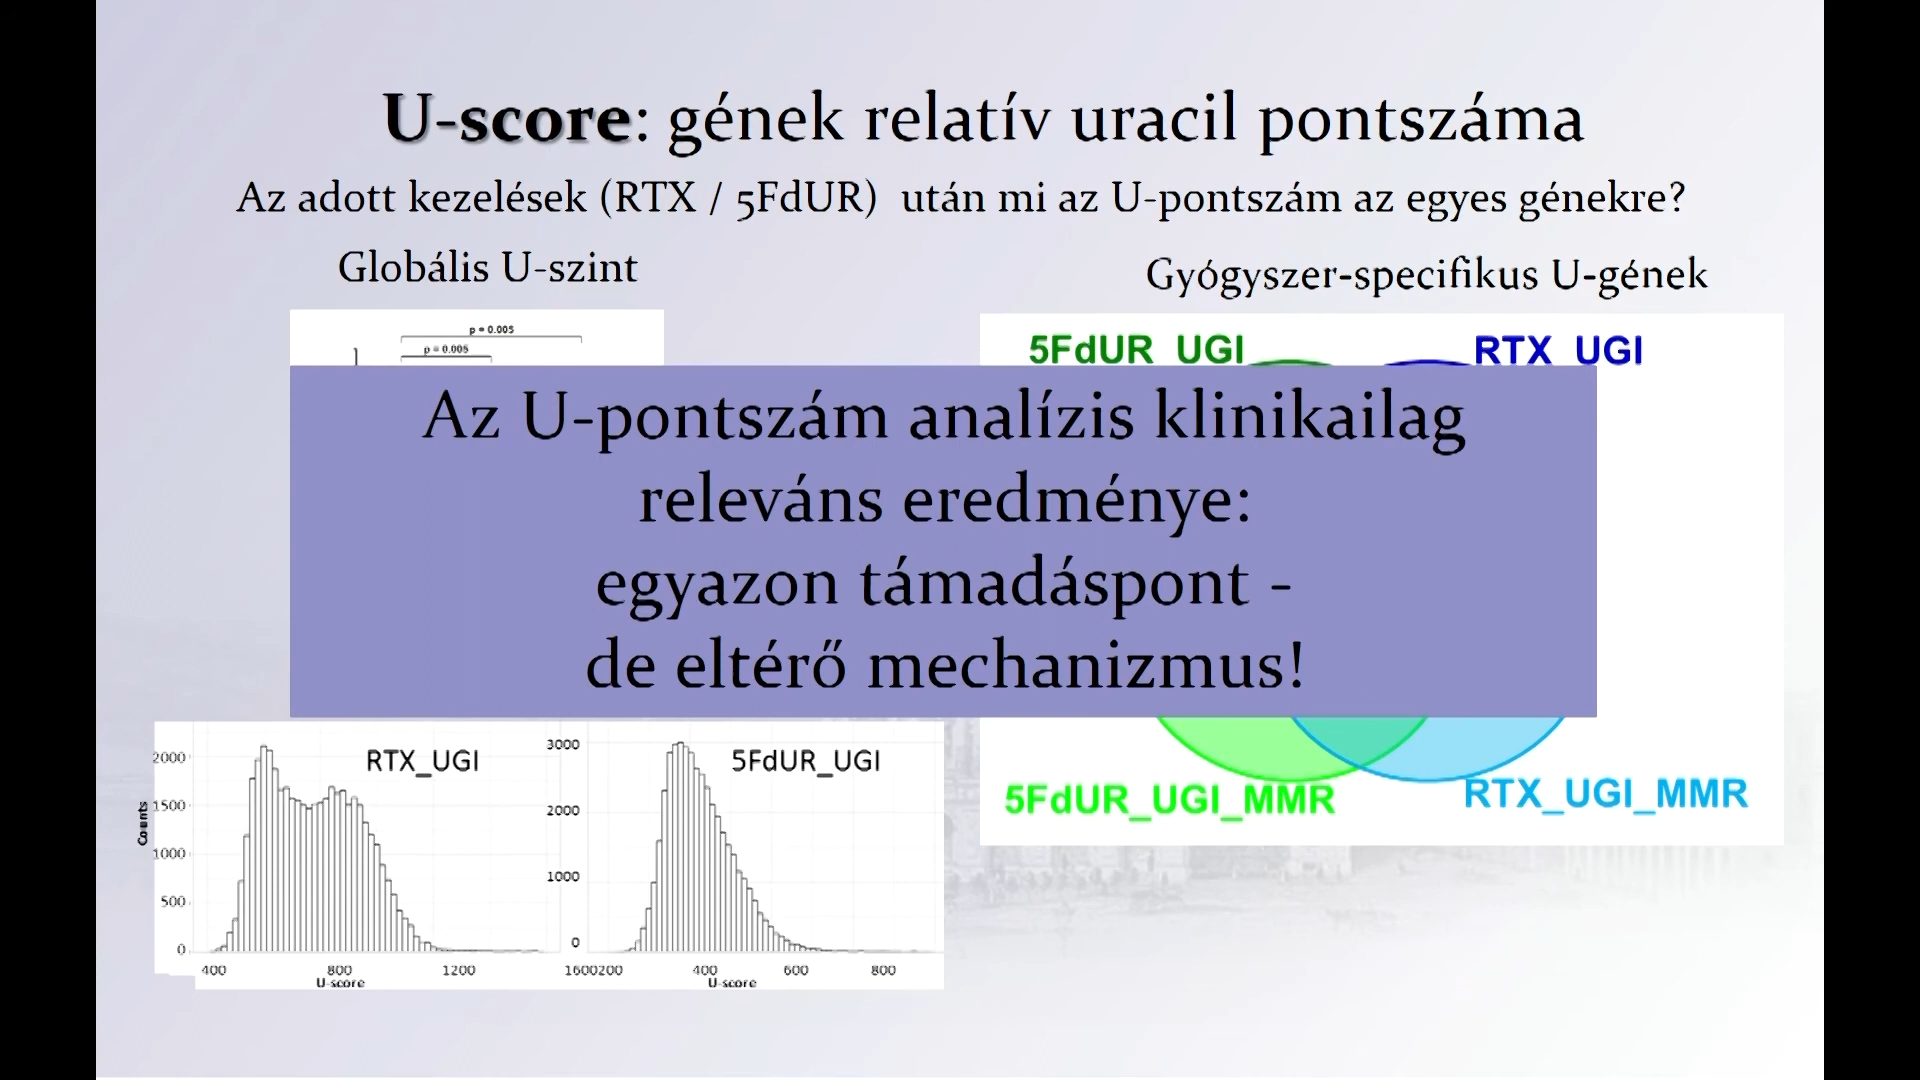 U-score: gének relatív uracil pontszáma
Az adott kezelések (RTX / 5FdUR) után mi az U-pontszám az egyes génekre?
Globális U-szint
Gyógyszer-specifikus U-gének
p = 0.005
p = 0.005
5FdUR_UGI
RTX_UGI
Az U-pontszám analízis klinikailag
releváns eredménye:
egyazon támadáspont -
de eltérő mechanizmus!
RTX_UGI
2000
1500
1000
500
0
Counts
400 800 1200 1600
U-score
5FdUR_UGI
3000
2000
1000
0
200 400 600 800
U-score
5FdUR_UGI_MMR
RTX_UGI_MMR